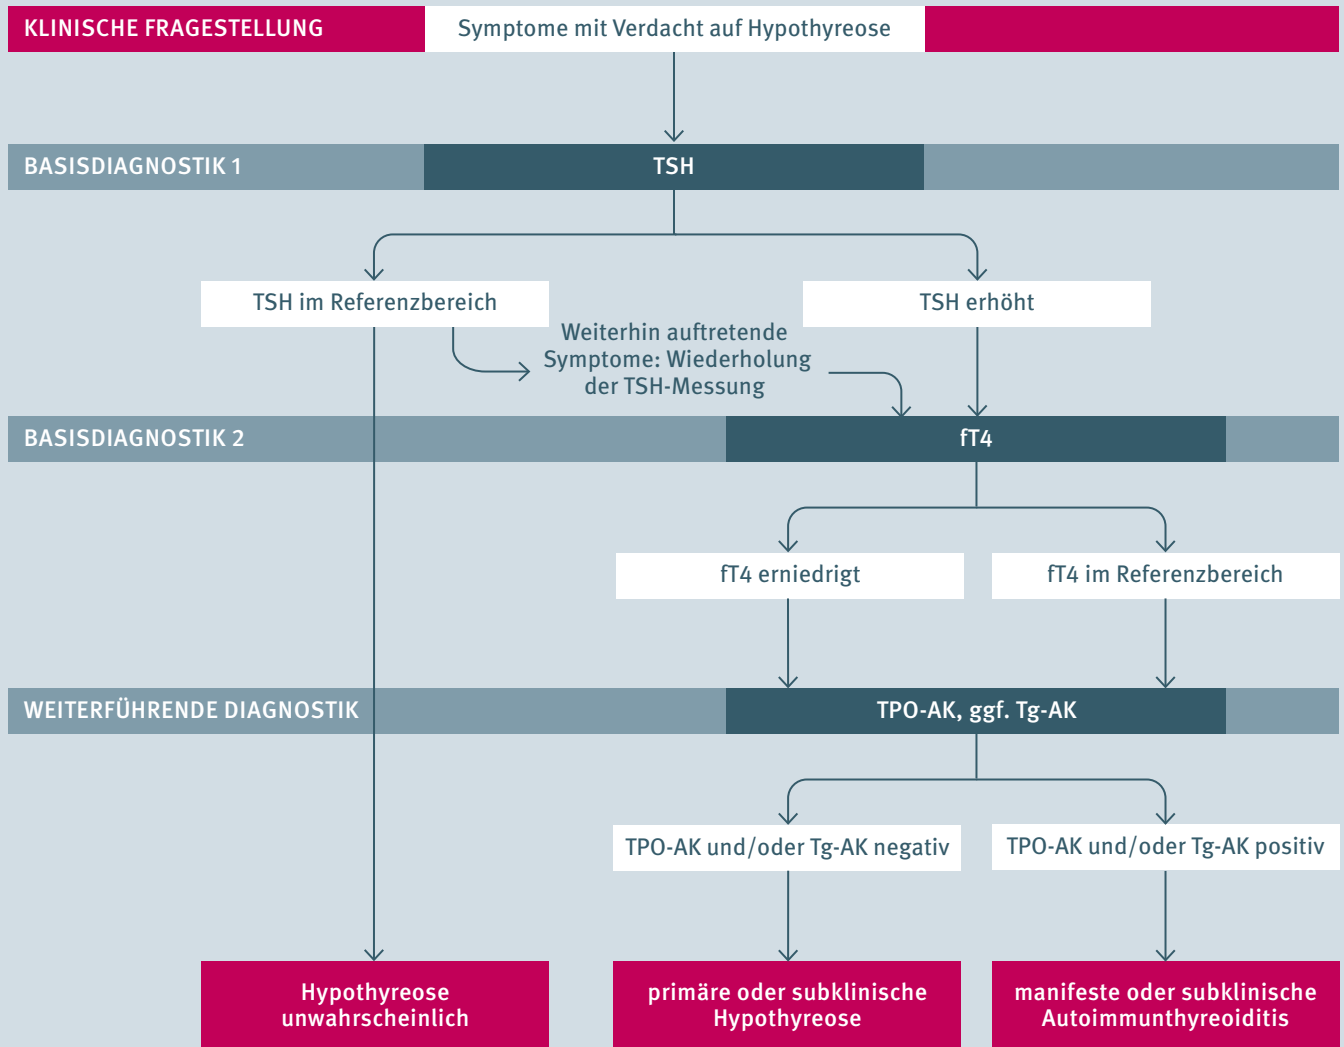 KLINISCHE FRAGESTELLUNG
Symptome mit Verdacht auf Hypothyreose
BASISDIAGNOSTIK 1
TSH
TSH im Referenzbereich
TSH erhöht
Weiterhin auftretende
Symptome: Wiederholung
der TSH-Messung
BASISDIAGNOSTIK 2
fT4
fT4 erniedrigt
fT4 im Referenzbereich
WEITERFÜHRENDE DIAGNOSTIK
TPO-AK, ggf. Tg-AK
TPO-AK und/oder Tg-AK negativ
TPO-AK und/oder Tg-AK positiv
Hypothyreose
unwahrscheinlich
primäre oder subklinische
Hypothyreose
manifeste oder subklinische
Autoimmunthyreoiditis